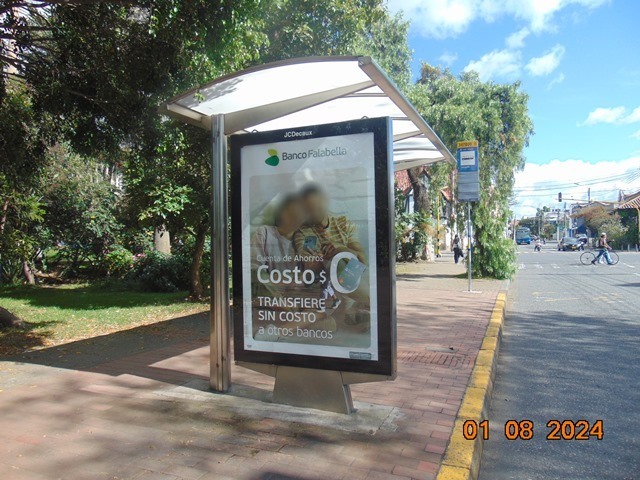 JCDecaux
Banco Falabella
Cuenta de Ahorros
Costo $0
TRANSFIERE
SIN COSTO
a otros bancos
01 08 2024